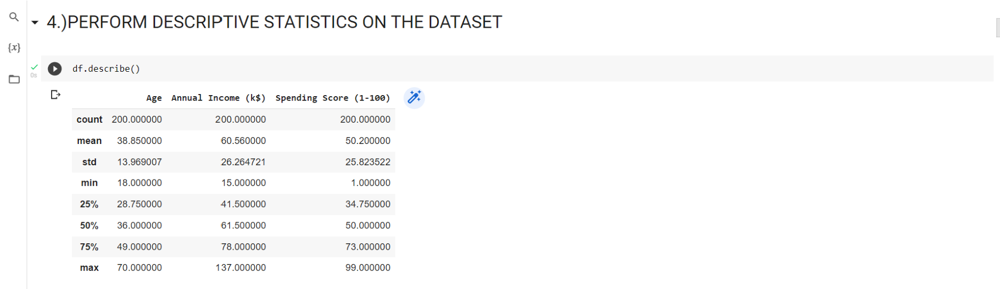 4.)PERFORM DESCRIPTIVE STATISTICS ON THE DATASET
{x}
0s
df.describe()
Age Annual Income (k$) Spending Score (1-100)
count 200.000000 200.000000 200.000000
mean 38.850000 60.560000 50.200000
std 13.969007 26.264721 25.823522
min 18.000000 15.000000 1.000000
25% 28.750000 41.500000 34.750000
50% 36.000000 61.500000 50.000000
75% 49.000000 78.000000 73.000000
max 70.000000 137.000000 99.000000